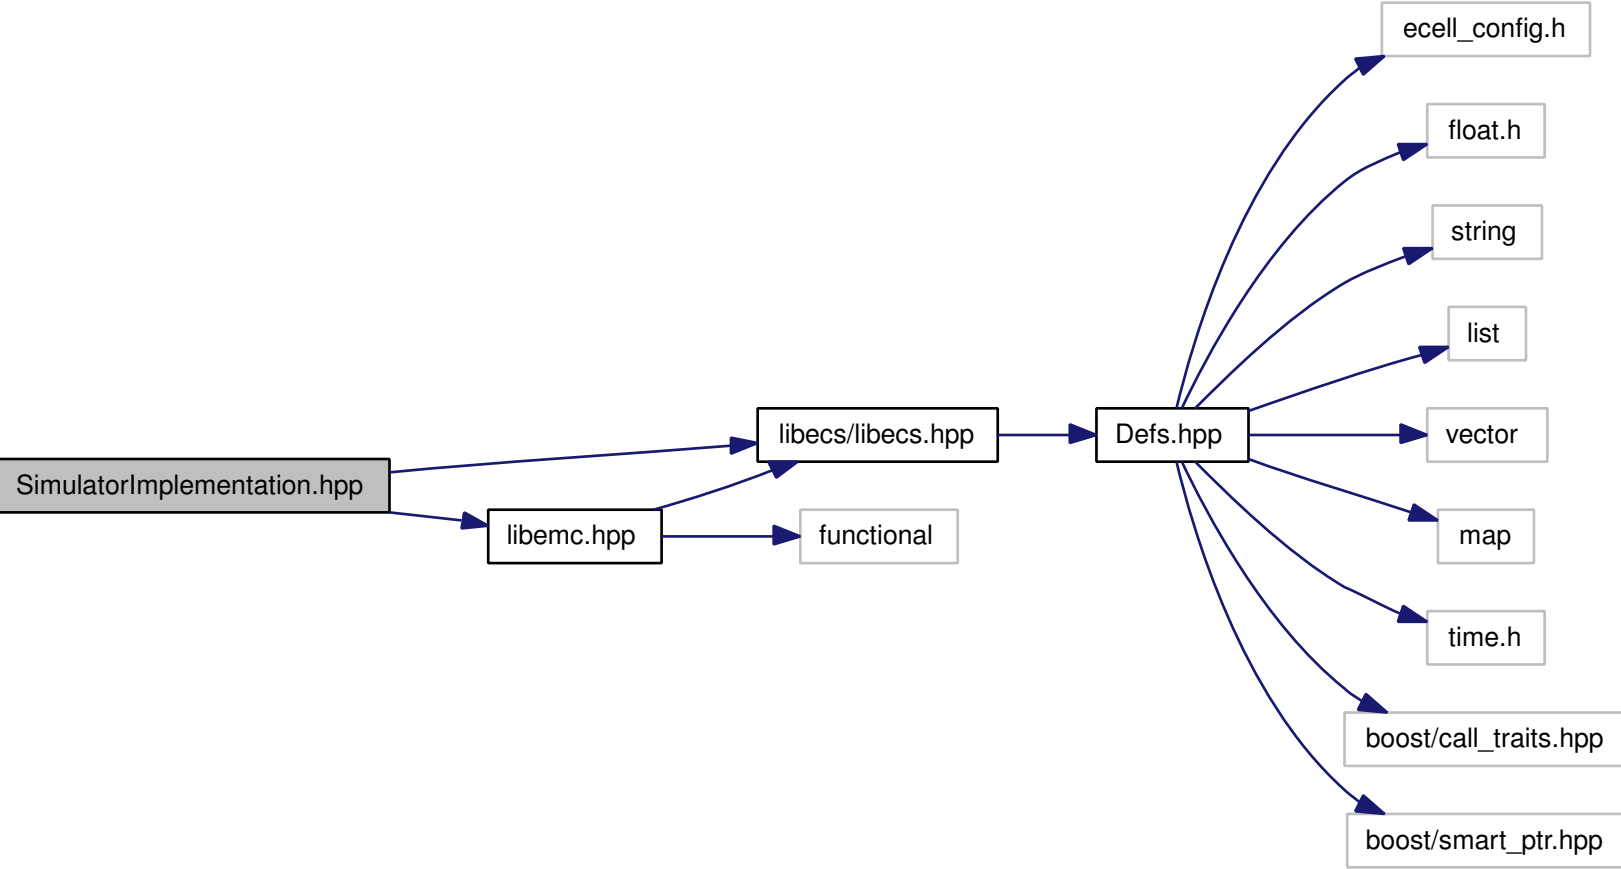 ecell_config.h
float.h
string
list
libecs/libecs.hpp
Defs.hpp
vector
SimulatorImplementation.hpp
libemc.hpp
functional
map
time.h
boost/call_traits.hpp
boost/smart_ptr.hpp